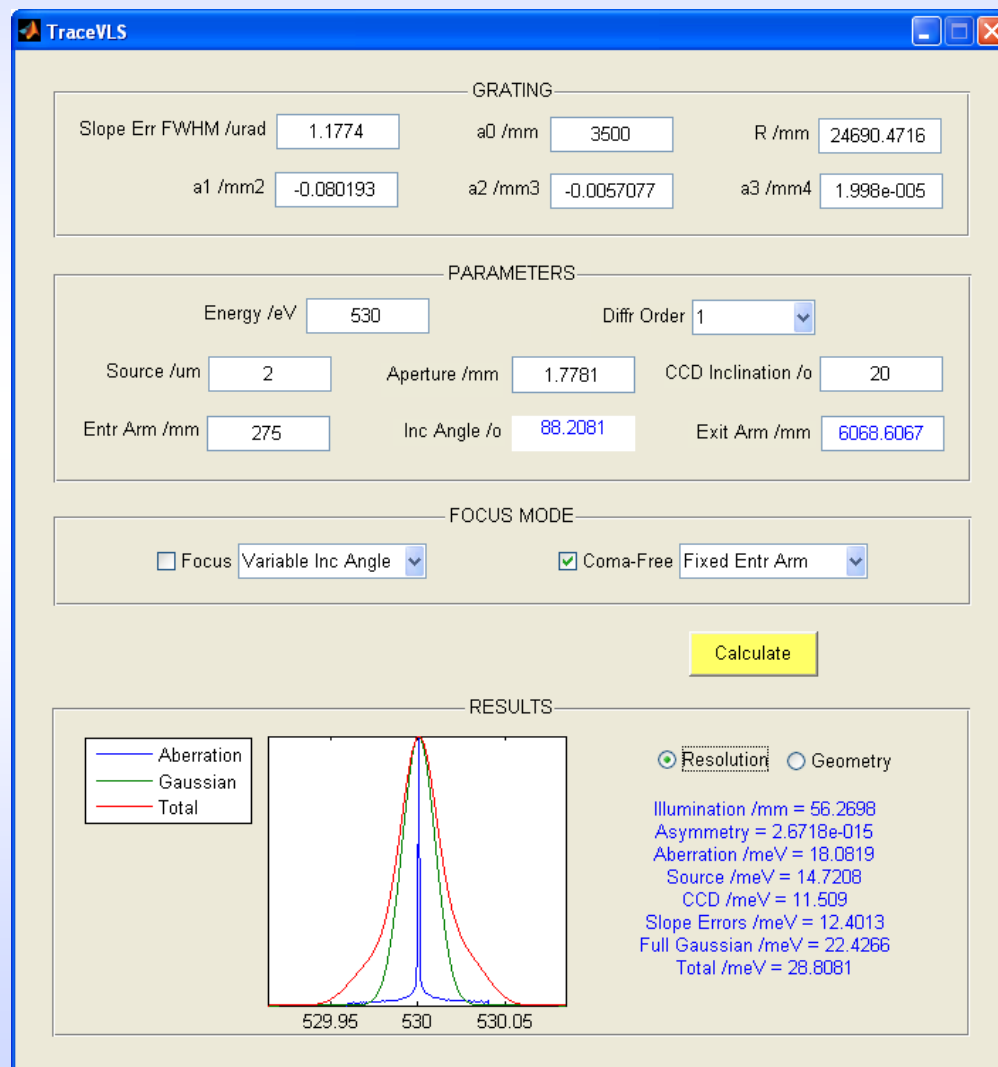 TraceVLS
GRATING
Slope Err FWHM /urad 1.1774 a0 /mm 3500 R /mm 24690.4716
a1 /mm2 -0.080193 a2 /mm3 -0.0057077 a3 /mm4 1.998e-005
PARAMETERS
Energy /eV 530 Diffr Order 1
Source /um 2 Aperture /mm 1.7781 CCD Inclination /o 20
Entr Arm /mm 275 Inc Angle /o 88.2081 Exit Arm /mm 6068.6067
FOCUS MODE
Focus Variable Inc Angle Coma-Free Fixed Entr Arm
Calculate
RESULTS
Aberration
Gaussian
Total
529.95 530 530.05
Resolution Geometry
Illumination /mm = 56.2698
Asymmetry = 2.6718e-015
Aberration /meV = 18.0819
Source /meV = 14.7208
CCD /meV = 11.509
Slope Errors /meV = 12.4013
Full Gaussian /meV = 22.4266
Total /meV = 28.8081